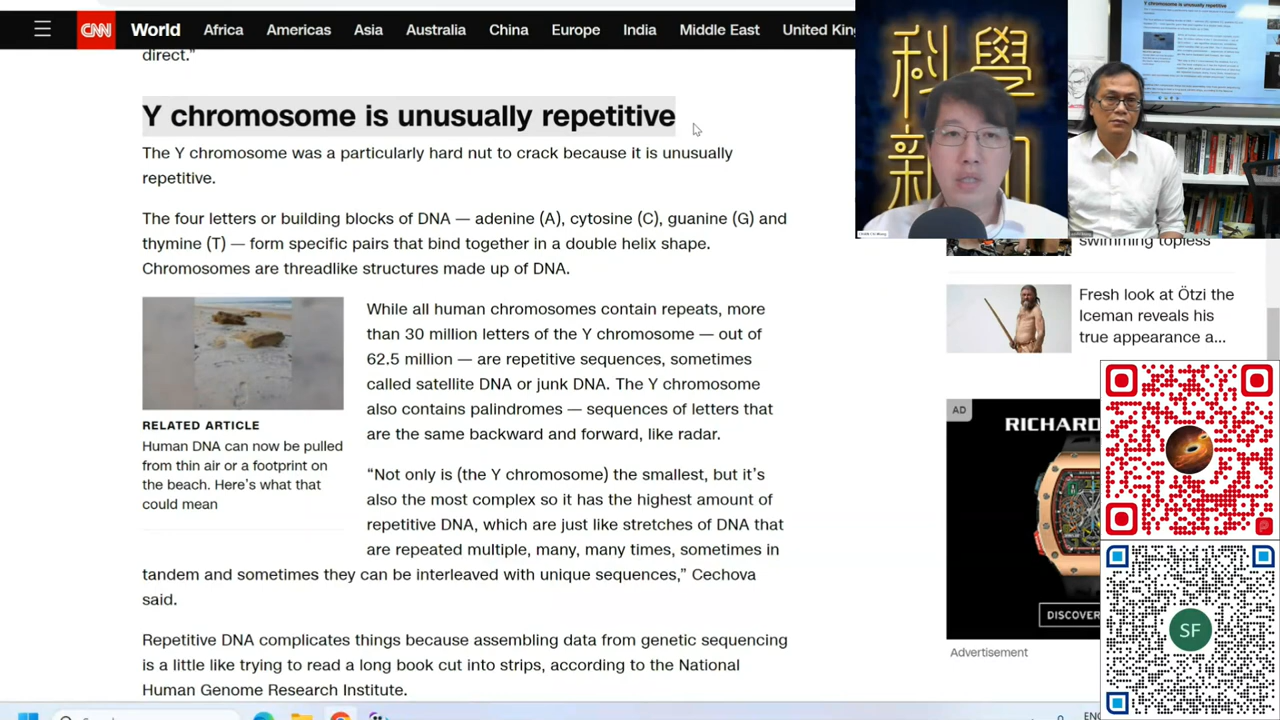 CNN World Africa Americas Asia Australia China Europe India Middle East United King
direct.”
Y chromosome is unusually repetitive
The Y chromosome was a particularly hard nut to crack because it is unusually
repetitive.
The four letters or building blocks of DNA — adenine (A), cytosine (C), guanine (G) and
thymine (T) — form specific pairs that bind together in a double helix shape.
Chromosomes are threadlike structures made up of DNA.
While all human chromosomes contain repeats, more
than 30 million letters of the Y chromosome — out of
62.5 million — are repetitive sequences, sometimes
called satellite DNA or junk DNA. The Y chromosome
also contains palindromes — sequences of letters that
are the same backward and forward, like radar.
RELATED ARTICLE
Human DNA can now be pulled
from thin air or a footprint on
the beach. Here’s what that
could mean
“Not only is (the Y chromosome) the smallest, but it’s
also the most complex so it has the highest amount of
repetitive DNA, which are just like stretches of DNA that
are repeated multiple, many, many times, sometimes in
tandem and sometimes they can be interleaved with unique sequences,” Cechova
said.
Repetitive DNA complicates things because assembling data from genetic sequencing
is a little like trying to read a long book cut into strips, according to the National
Human Genome Research Institute.
科學
新知
Y chromosome is unusually repetitive
swimming topless
Fresh look at Ötzi the
Iceman reveals his
true appearance a...
AD
RICHARD
DISCOVER
Advertisement
SF
ENG